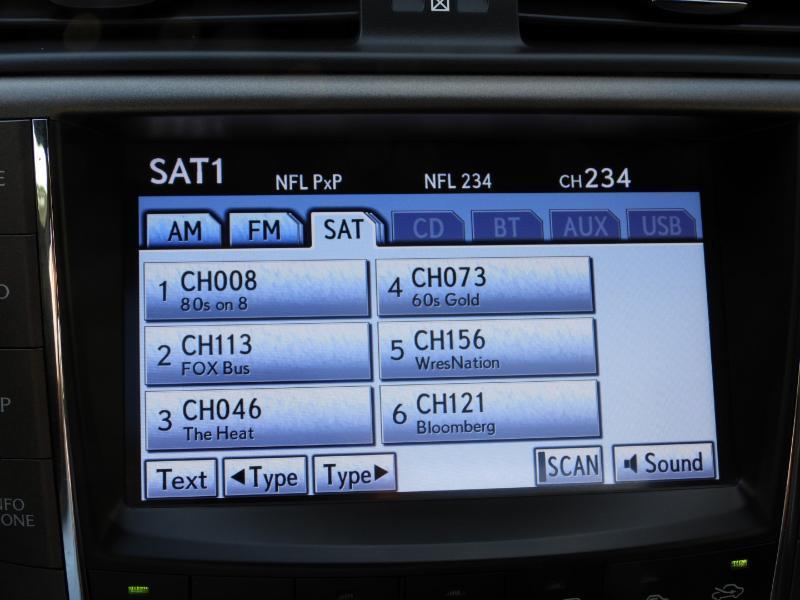 SAT1 NFL PxP NFL 234 CH234
AM FM SAT CD BT AUX USB
1 CH008
80s on 8
4 CH073
60s Gold
2 CH113
FOX Bus
5 CH156
WresNation
3 CH046
The Heat
6 CH121
Bloomberg
Text ◄Type Type► SCAN Sound